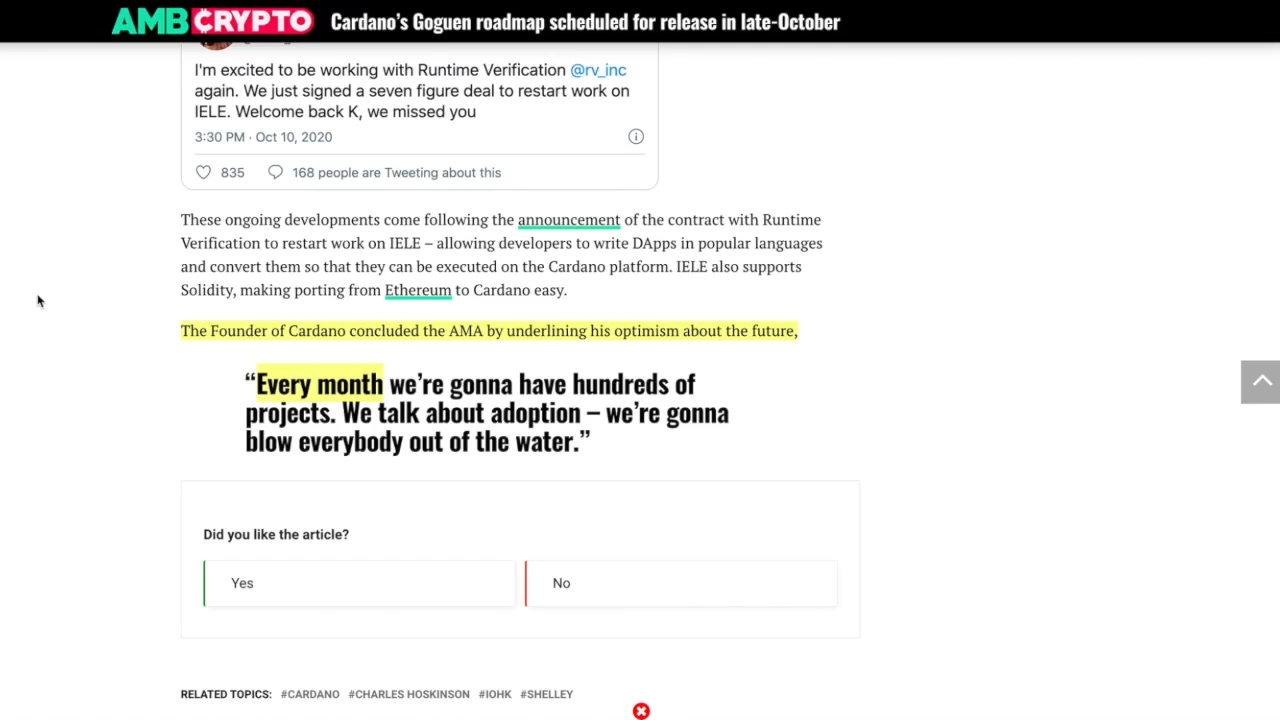 AMBCRYPTO Cardano’s Goguen roadmap scheduled for release in late-October
I'm excited to be working with Runtime Verification @rv_inc
again. We just signed a seven figure deal to restart work on
IELE. Welcome back K, we missed you
3:30 PM · Oct 10, 2020
835 168 people are Tweeting about this
These ongoing developments come following the announcement of the contract with Runtime
Verification to restart work on IELE – allowing developers to write DApps in popular languages
and convert them so that they can be executed on the Cardano platform. IELE also supports
Solidity, making porting from Ethereum to Cardano easy.
The Founder of Cardano concluded the AMA by underlining his optimism about the future,
“Every month we’re gonna have hundreds of
projects. We talk about adoption – we’re gonna
blow everybody out of the water.”
Did you like the article?
Yes No
RELATED TOPICS: #CARDANO #CHARLES HOSKINSON #IOHK #SHELLEY